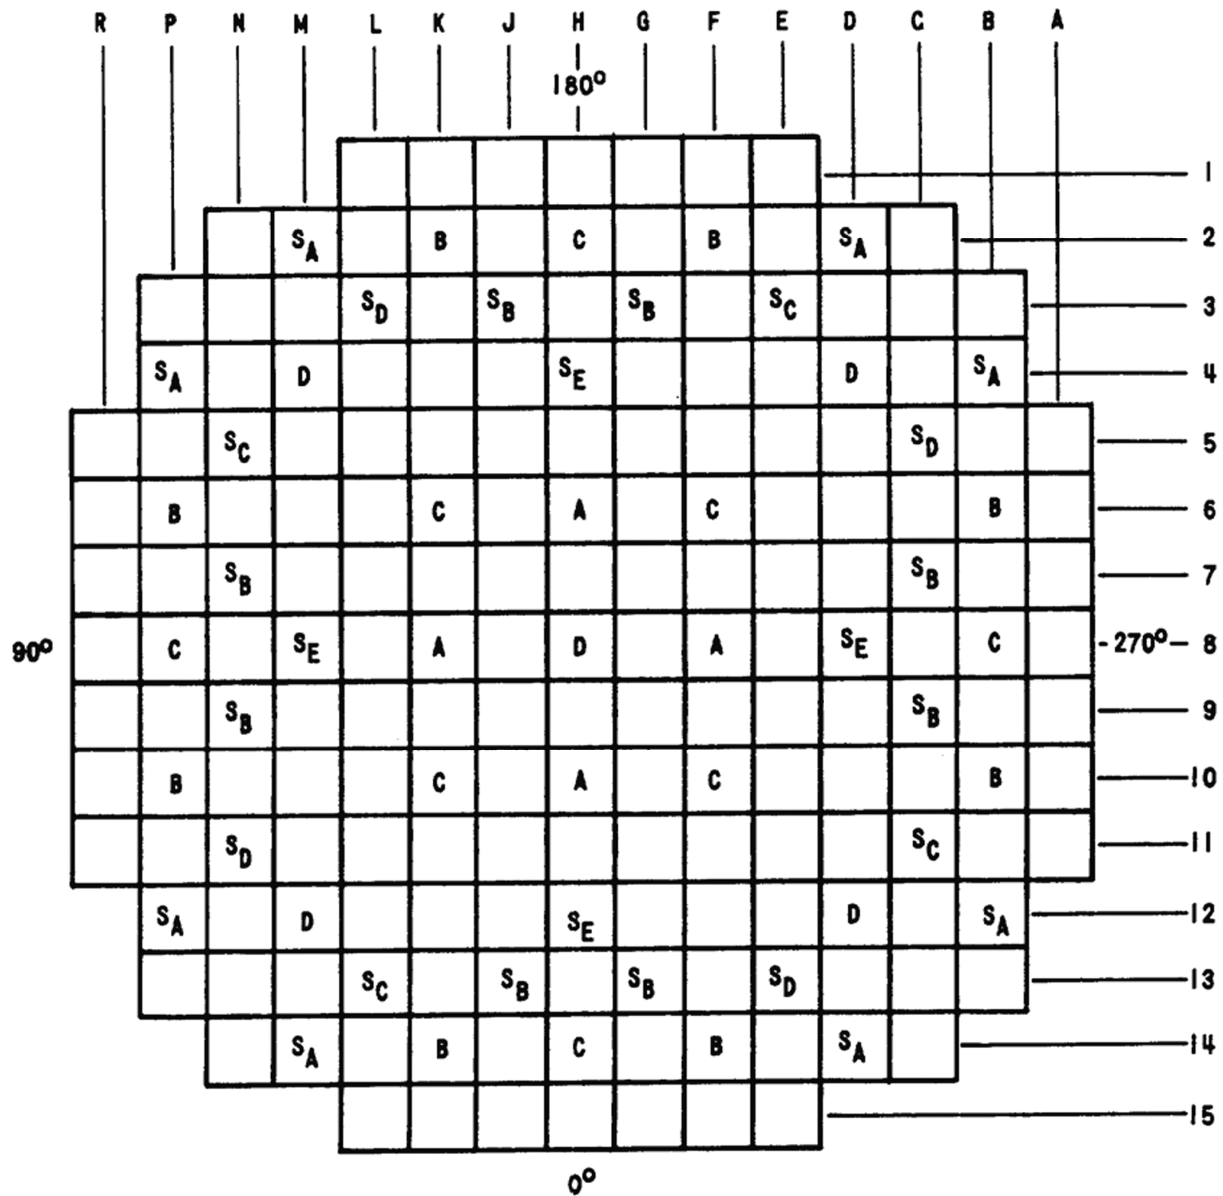 R P N M L K J H G F E D C B A
180°
1
S_A B C B S_A 2
S_D S_B S_B S_C 3
S_A D S_E D S_A 4
S_C S_D 5
B C A C B 6
S_B S_B 7
90° C S_E A D A S_E C 270° 8
S_B S_B 9
B C A C B 10
S_D S_C 11
S_A D S_E D S_A 12
S_C S_B S_B S_D 13
S_A B C B S_A 14
15
0°